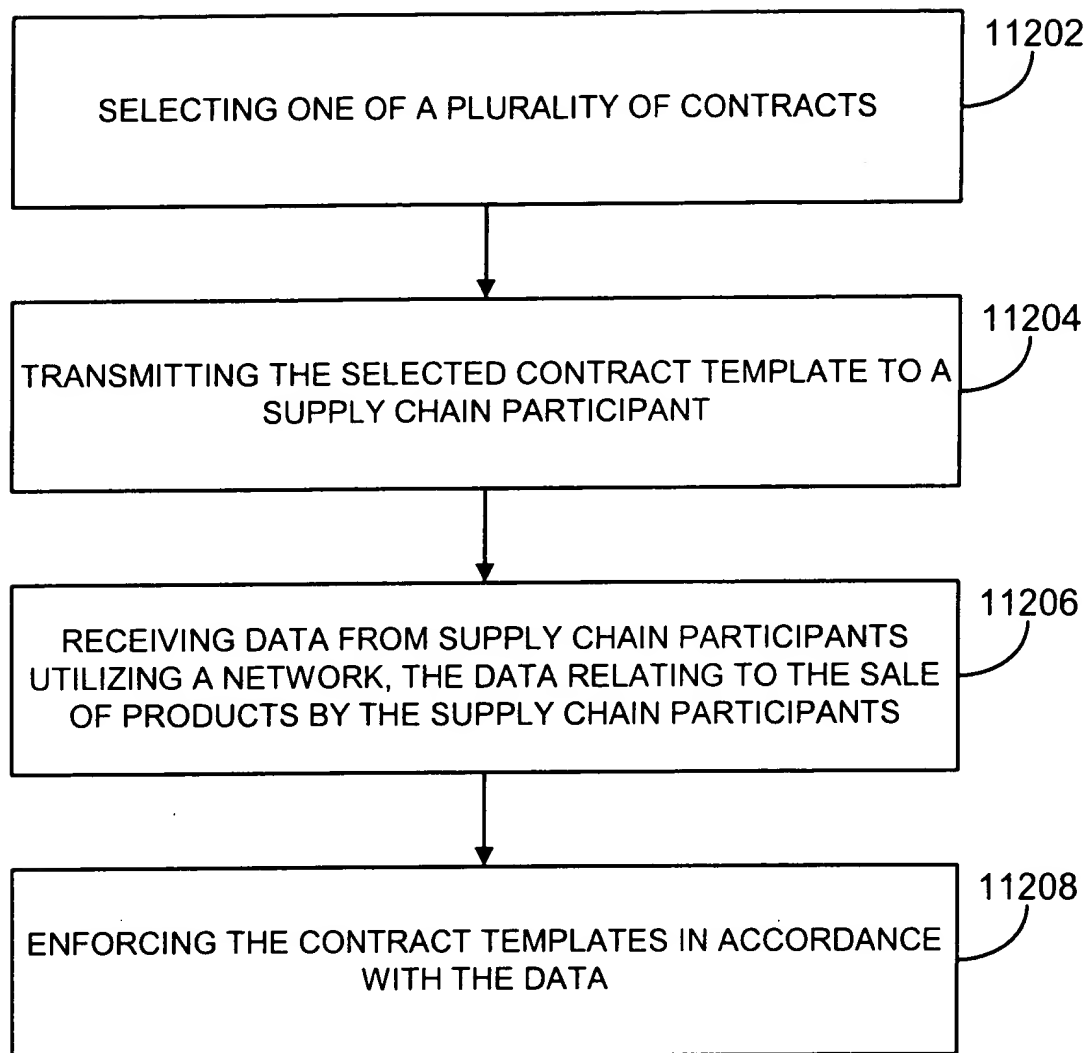 11202
SELECTING ONE OF A PLURALITY OF CONTRACTS
11204
TRANSMITTING THE SELECTED CONTRACT TEMPLATE TO A
SUPPLY CHAIN PARTICIPANT
11206
RECEIVING DATA FROM SUPPLY CHAIN PARTICIPANTS
UTILIZING A NETWORK, THE DATA RELATING TO THE SALE
OF PRODUCTS BY THE SUPPLY CHAIN PARTICIPANTS
11208
ENFORCING THE CONTRACT TEMPLATES IN ACCORDANCE
WITH THE DATA